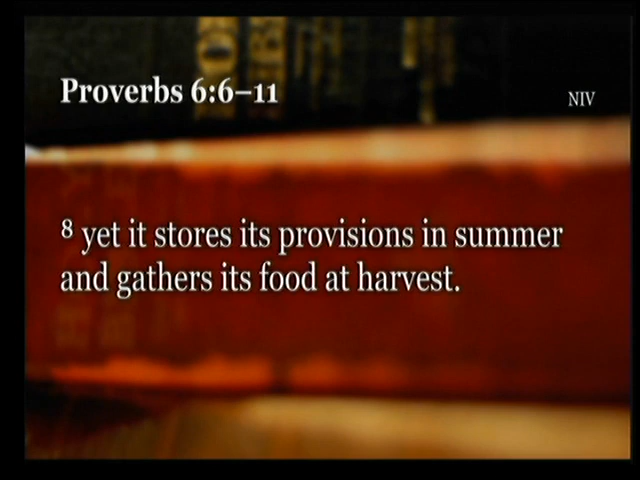 Proverbs 6:6–11
NIV
8 yet it stores its provisions in summer
and gathers its food at harvest.